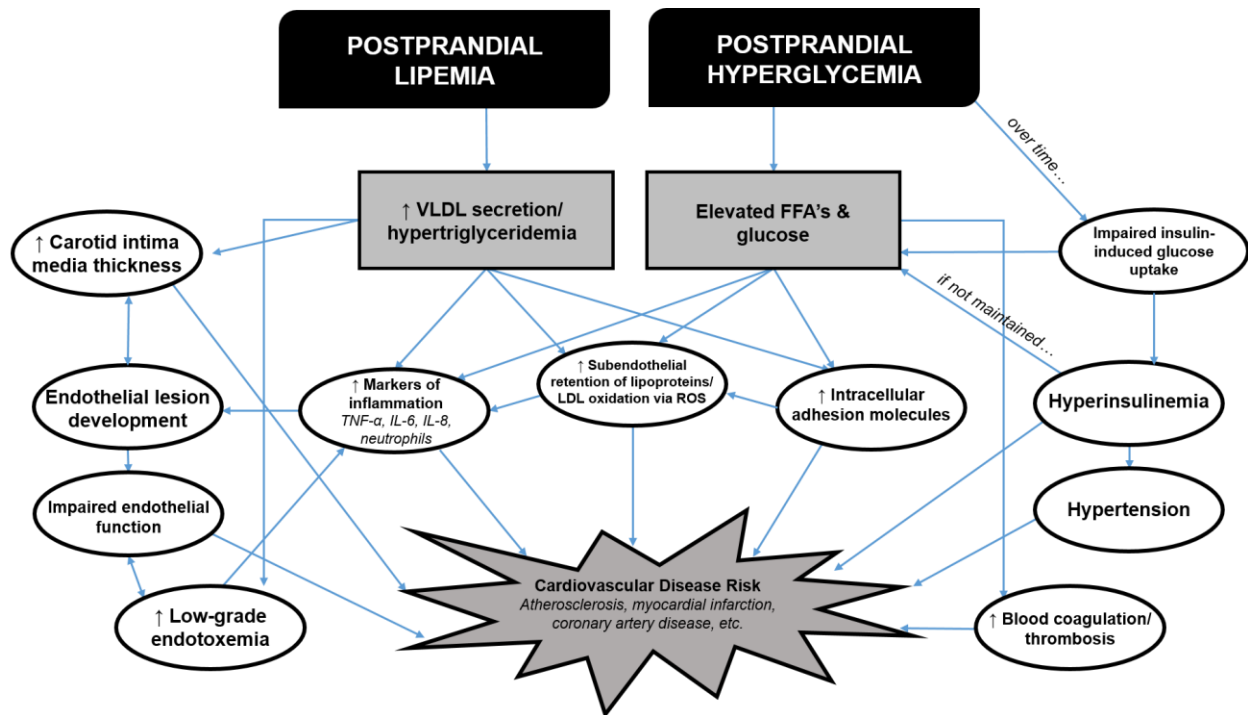 POSTPRANDIAL
LIPEMIA
POSTPRANDIAL
HYPERGLYCEMIA
over time…
↑ VLDL secretion/
hypertriglyceridemia
Elevated FFA's &
glucose
↑ Carotid intima
media thickness
Impaired insulin-
induced glucose
uptake
if not maintained…
Endothelial lesion
development
↑ Markers of
inflammation
TNF-α, IL-6, IL-8,
neutrophils
↑ Subendothelial
retention of lipoproteins/
LDL oxidation via ROS
↑ Intracellular
adhesion molecules
Hyperinsulinemia
Impaired endothelial
function
Hypertension
↑ Low-grade
endotoxemia
Cardiovascular Disease Risk
Atherosclerosis, myocardial infarction,
coronary artery disease, etc.
↑ Blood coagulation/
thrombosis